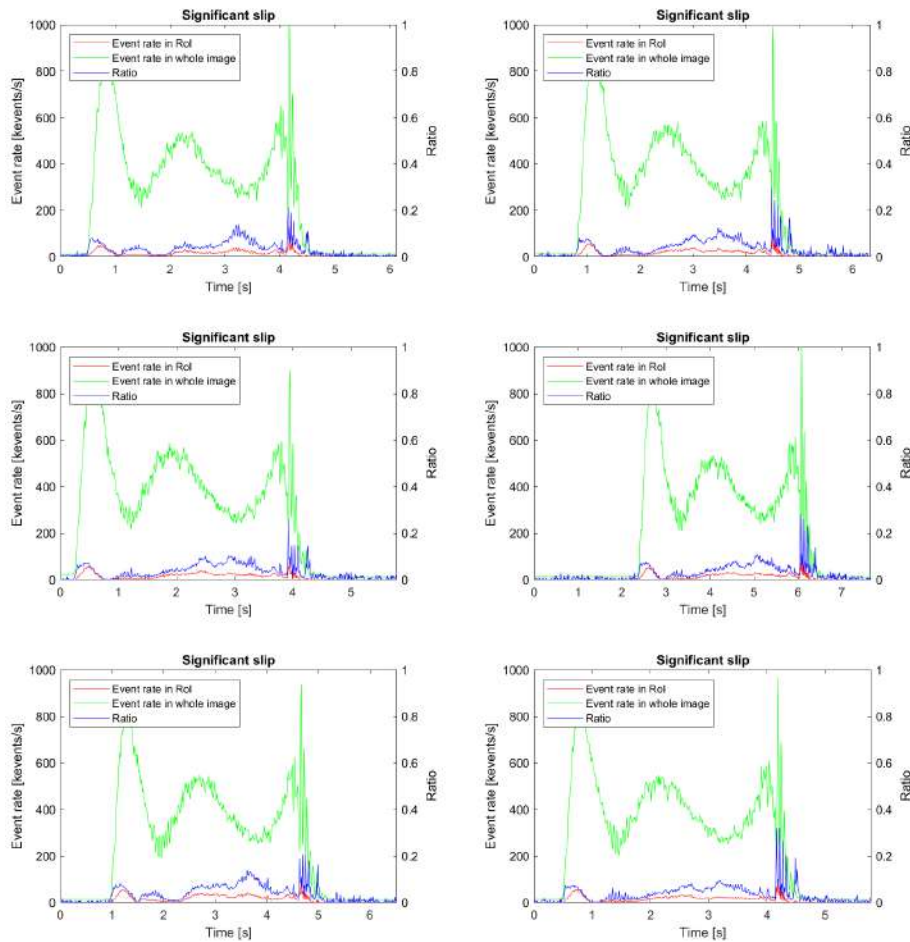 Significant slip
Event rate in RoI
Event rate in whole image
Ratio
Event rate [kevents/s]
Ratio
1000
800
600
400
200
0
1
0.8
0.6
0.4
0.2
0
0 1 2 3 4 5 6
Time [s]
Significant slip
Event rate in RoI
Event rate in whole image
Ratio
Event rate [kevents/s]
Ratio
1000
800
600
400
200
0
1
0.8
0.6
0.4
0.2
0
0 1 2 3 4 5 6
Time [s]
Significant slip
Event rate in RoI
Event rate in whole image
Ratio
Event rate [kevents/s]
Ratio
1000
800
600
400
200
0
1
0.8
0.6
0.4
0.2
0
0 1 2 3 4 5
Time [s]
Significant slip
Event rate in RoI
Event rate in whole image
Ratio
Event rate [kevents/s]
Ratio
1000
800
600
400
200
0
1
0.8
0.6
0.4
0.2
0
0 1 2 3 4 5 6 7
Time [s]
Significant slip
Event rate in RoI
Event rate in whole image
Ratio
Event rate [kevents/s]
Ratio
1000
800
600
400
200
0
1
0.8
0.6
0.4
0.2
0
0 1 2 3 4 5 6
Time [s]
Significant slip
Event rate in RoI
Event rate in whole image
Ratio
Event rate [kevents/s]
Ratio
1000
800
600
400
200
0
1
0.8
0.6
0.4
0.2
0
0 1 2 3 4 5
Time [s]